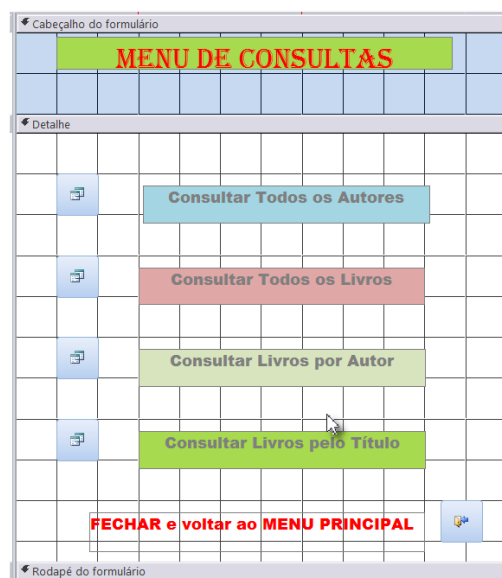 Cabeçalho do formulário
MENU DE CONSULTAS
Detalhe
Consultar Todos os Autores
Consultar Todos os Livros
Consultar Livros por Autor
Consultar Livros pelo Título
FECHAR e voltar ao MENU PRINCIPAL
Rodapé do formulário